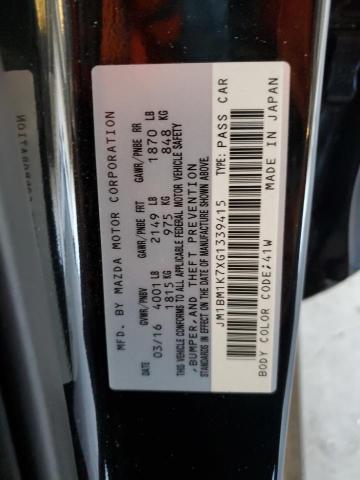 MFD. BY MAZDA MOTOR CORPORATION
GVWR/PNBV GAWR/PNBE FRT GAWR/PNBE RR
DATE
03/16 4001 LB 2149 LB 1870 LB
1815 KG 975 KG 848 KG
THIS VEHICLE CONFORMS TO ALL APPLICABLE FEDERAL MOTOR VEHICLE SAFETY
,BUMPER,AND THEFT PREVENTION
STANDARDS IN EFFECT ON THE DATE OF MANUFACTURE SHOWN ABOVE.
JM1BM1K7XG1339415 TYPE:PASS CAR
BODY COLOR CODE;41W MADE IN JAPAN